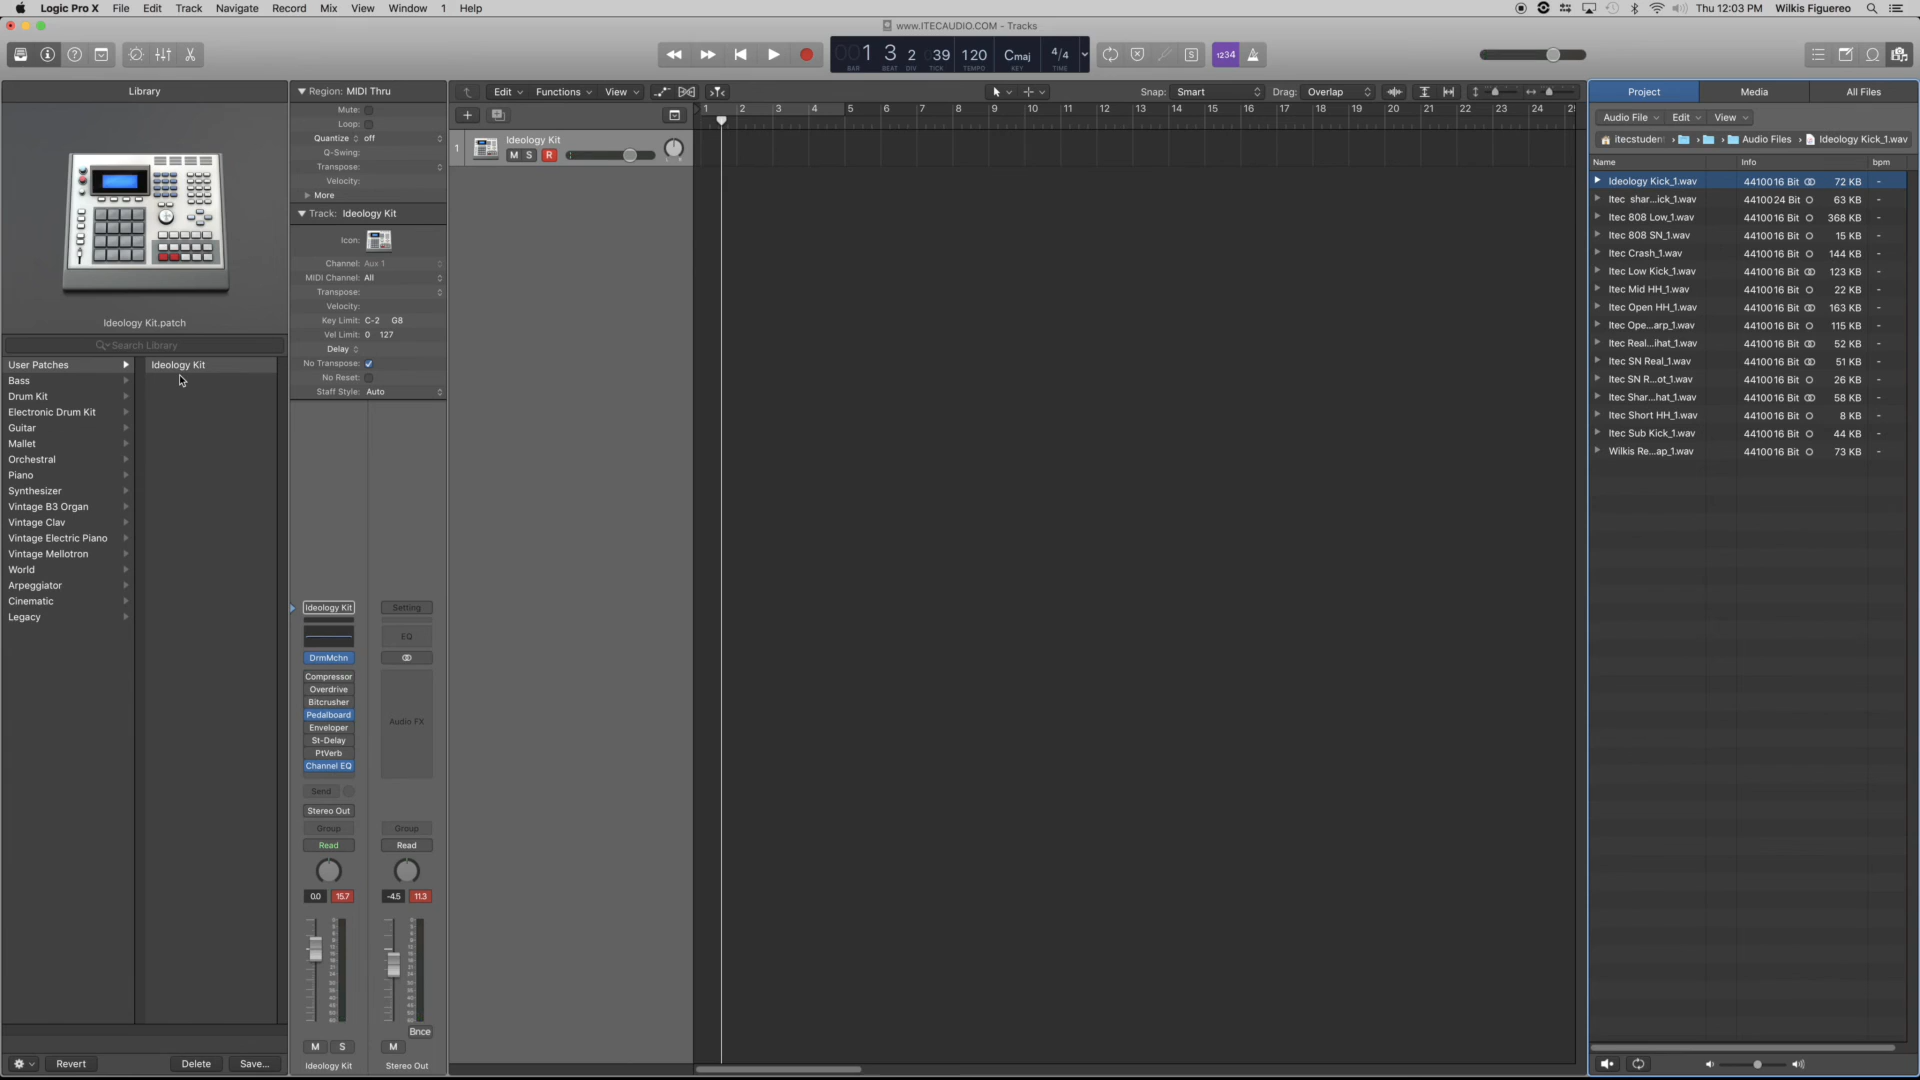 Logic Pro X File Edit Track Navigate Record Mix View Window 1 Help
Thu 12:03 PM Wilkis Figuereo
www.ITECAUDIO.COM - Tracks
001 3 2 39 120 Cmaj 4/4
BAR BEAT DIV TICK TEMPO KEY TIME
1234
Library
Ideology Kit.patch
Search Library
User Patches
Bass
Drum Kit
Electronic Drum Kit
Guitar
Mallet
Orchestral
Piano
Synthesizer
Vintage B3 Organ
Vintage Clav
Vintage Electric Piano
Vintage Mellotron
World
Arpeggiator
Cinematic
Legacy
Ideology Kit
Revert Delete Save...
Region: MIDI Thru
Mute:
Loop:
Quantize off
Q-Swing:
Transpose:
Velocity:
More
Track: Ideology Kit
Icon:
Channel: Aux 1
MIDI Channel: All
Transpose:
Velocity:
Key Limit: C-2 G8
Vel Limit: 0 127
Delay
No Transpose:
No Reset:
Staff Style: Auto
Ideology Kit Setting
EQ
DrmMchn
Compressor
Overdrive
Bitcrusher
Pedalboard
Enveloper
St-Delay
PtVerb
Channel EQ
Audio FX
Send
Stereo Out
Group Group
Read Read
0.0 15.7 -4.5 11.3
Bnce
M S M
Ideology Kit Stereo Out
Edit Functions View Snap: Smart Drag: Overlap
1 2 3 4 5 6 7 8 9 10 11 12 13 14 15 16 17 18 19 20 21 22 23 24
1 Ideology Kit
M S R
Project Media All Files
Audio File Edit View
itecstuden Audio Files Ideology Kick_1.wav
Name Info bpm
Ideology Kick_1.wav 44100 16 Bit 72 KB -
Itec shar...ick_1.wav 44100 24 Bit 63 KB -
Itec 808 Low_1.wav 44100 16 Bit 368 KB -
Itec 808 SN_1.wav 44100 16 Bit 15 KB -
Itec Crash_1.wav 44100 16 Bit 144 KB -
Itec Low Kick_1.wav 44100 16 Bit 123 KB -
Itec Mid HH_1.wav 44100 16 Bit 22 KB -
Itec Open HH_1.wav 44100 16 Bit 163 KB -
Itec Ope...arp_1.wav 44100 16 Bit 115 KB -
Itec Real...ihat_1.wav 44100 16 Bit 52 KB -
Itec SN Real_1.wav 44100 16 Bit 51 KB -
Itec SN R...ot_1.wav 44100 16 Bit 26 KB -
Itec Shar...hat_1.wav 44100 16 Bit 58 KB -
Itec Short HH_1.wav 44100 16 Bit 8 KB -
Itec Sub Kick_1.wav 44100 16 Bit 44 KB -
Wilkis Re...ap_1.wav 44100 16 Bit 73 KB -